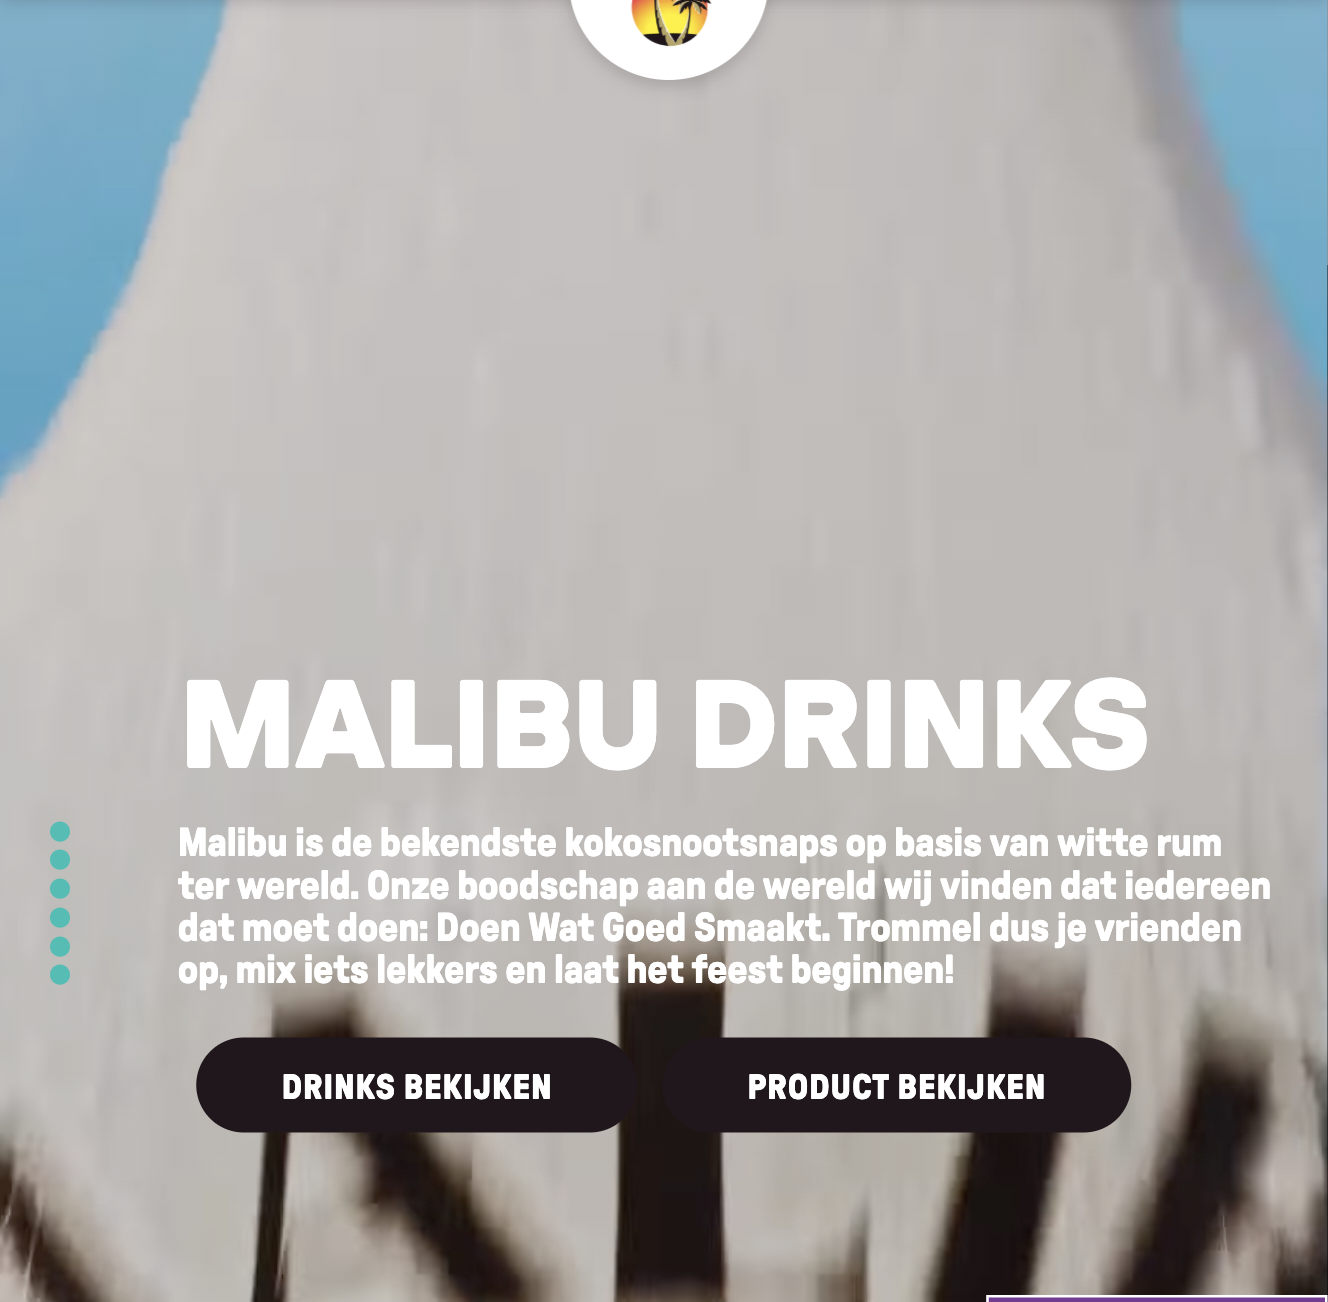 MALIBU DRINKS
Malibu is de bekendste kokosnootsnaps op basis van witte rum
ter wereld. Onze boodschap aan de wereld wij vinden dat iedereen
dat moet doen: Doen Wat Goed Smaakt. Trommel dus je vrienden
op, mix iets lekkers en laat het feest beginnen!
DRINKS BEKIJKEN
PRODUCT BEKIJKEN